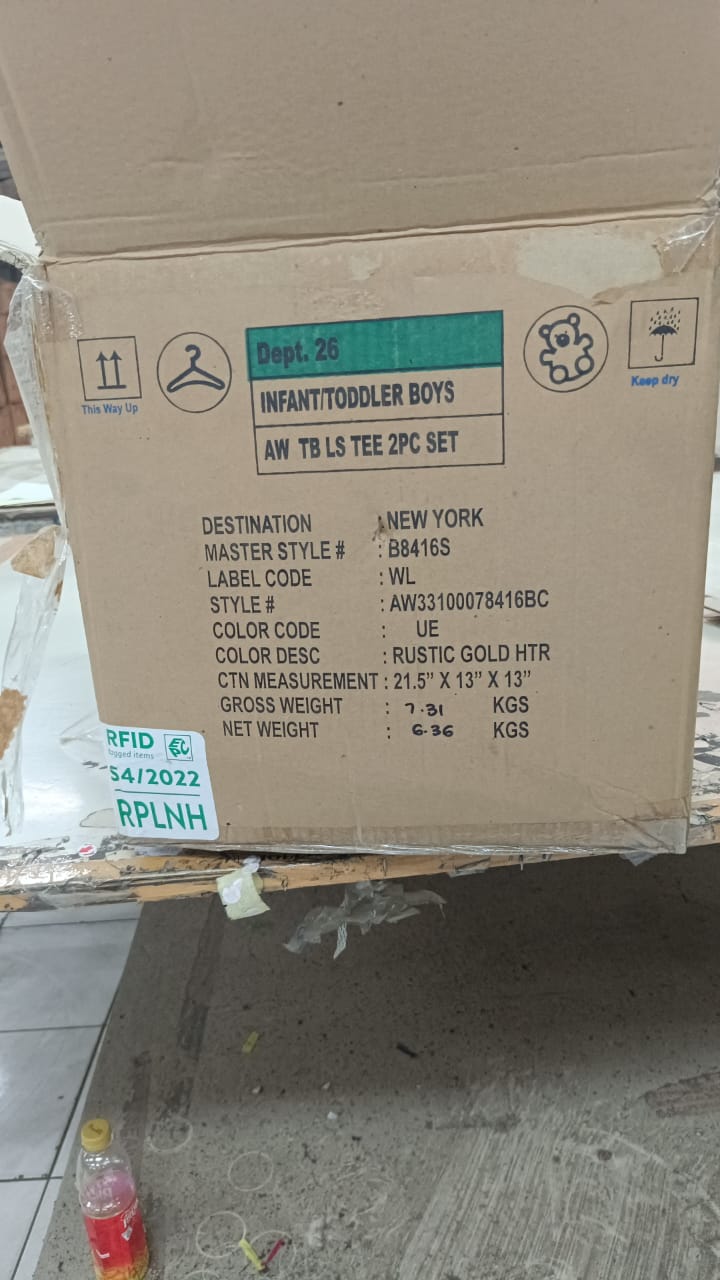 Dept. 26
INFANT/TODDLER BOYS
AW TB LS TEE 2PC SET
This Way Up
Keep dry
DESTINATION : NEW YORK
MASTER STYLE # : B8416S
LABEL CODE : WL
STYLE # : AW33100078416BC
COLOR CODE : UE
COLOR DESC : RUSTIC GOLD HTR
CTN MEASUREMENT : 21.5” X 13” X 13”
GROSS WEIGHT : 7.31 KGS
NET WEIGHT : 6.36 KGS
RFID
tagged items
S4/2022
RPLNH